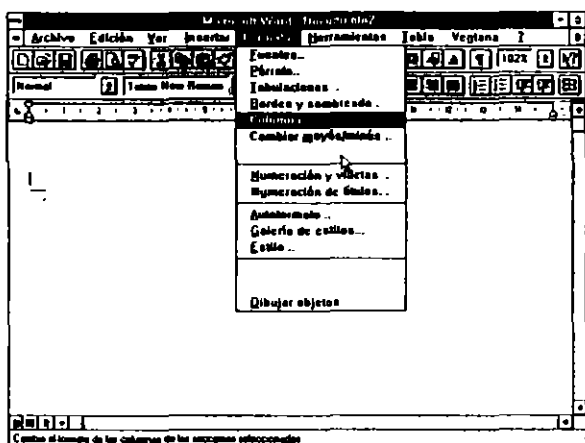 Microsoft Word - Documento2
Archivo Edición Ver Insertar Herramientas Tabla Ventana ?
102%
Normal Times New Roman
Fuentes...
Párrafo...
Tabulaciones...
Bordes y sombreado...
Columnas...
Cambiar mayús/minús...
Numeración y viñetas...
Numeración de títulos...
Autoformato...
Galería de estilos...
Estilo...
Dibujar objetos
Cambia el formato de las columnas de las secciones seleccionadas